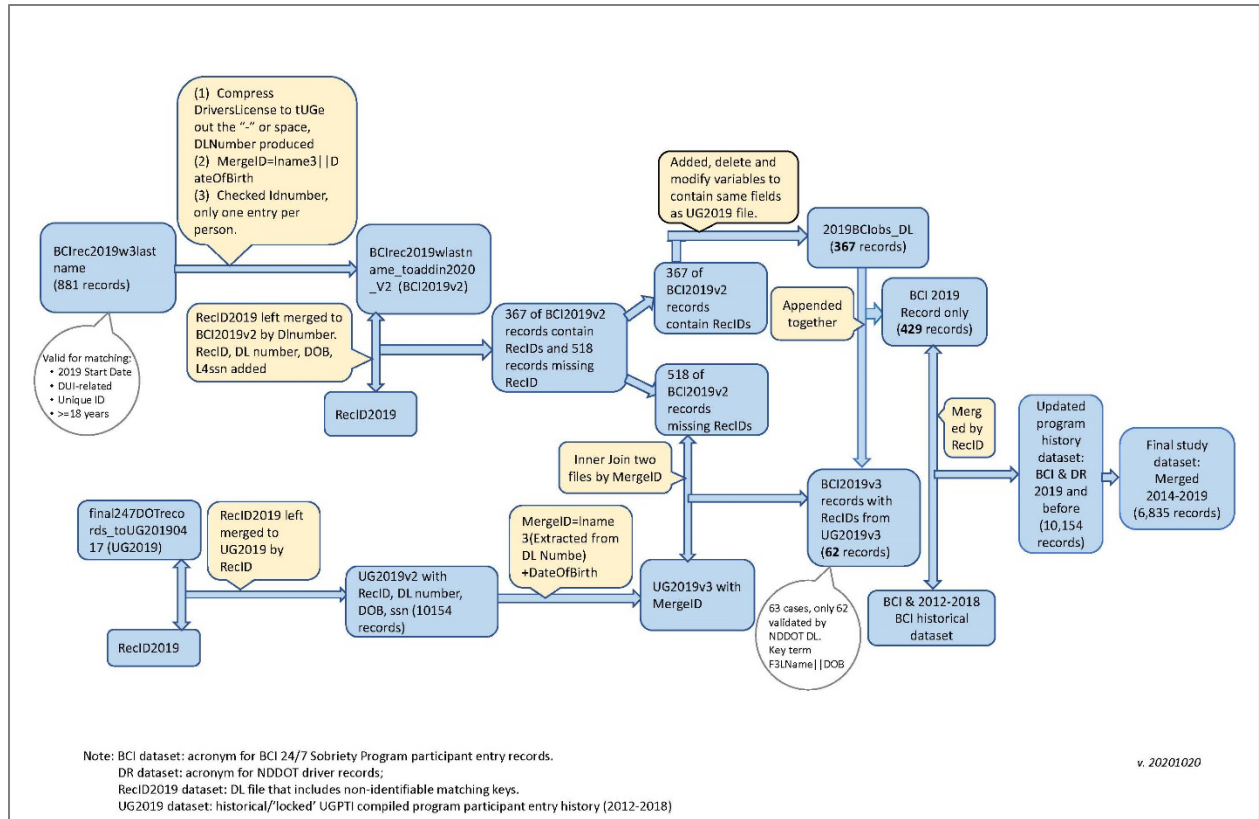 (1) Compress
DriversLicense to tUGe
out the "-" or space,
DLNumber produced
(2) MergeID=lname3||D
ateOfBirth
(3) Checked Idnumber,
only one entry per
person.
BCIrec2019w3last
name
(881 records)
Valid for matching:
• 2019 Start Date
• DUI-related
• Unique ID
• >=18 years
BCIrec2019wlastn
ame_toaddin2020
_V2 (BCI2019v2)
RecID2019 left merged to
BCI2019v2 by Dlnumber.
RecID, DL number, DOB,
L4ssn added
RecID2019
367 of BCI2019v2
records contain
RecIDs and 518
records missing
RecID
Added, delete and
modify variables to
contain same fields
as UG2019 file.
367 of
BCI2019v2
records
contain RecIDs
518 of
BCI2019v2
records
missing RecIDs
2019BCIobs_DL
(367 records)
Appended
together
BCI 2019
Record only
(429 records)
Merg
ed by
RecID
Inner Join two
files by MergeID
final247DOTreco
rds_toUG201904
17 (UG2019)
RecID2019 left
merged to
UG2019 by
RecID
RecID2019
UG2019v2 with
RecID, DL number,
DOB, ssn (10154
records)
MergeID=lname
3(Extracted from
DL Numbe)
+DateOfBirth
UG2019v3 with
MergeID
BCI2019v3
records with
RecIDs from
UG2019v3
(62 records)
63 cases, only 62
validated by
NDDOT DL.
Key term
F3LName||DOB
BCI & 2012-2018
BCI historical
dataset
Updated
program
history
dataset:
BCI & DR
2019 and
before
(10,154
records)
Final study
dataset:
Merged
2014-2019
(6,835 records)
Note: BCI dataset: acronym for BCI 24/7 Sobriety Program participant entry records.
DR dataset: acronym for NDDOT driver records;
RecID2019 dataset: DL file that includes non-identifiable matching keys.
UG2019 dataset: historical/'locked' UGPTI compiled program participant entry history (2012-2018)
v. 20201020